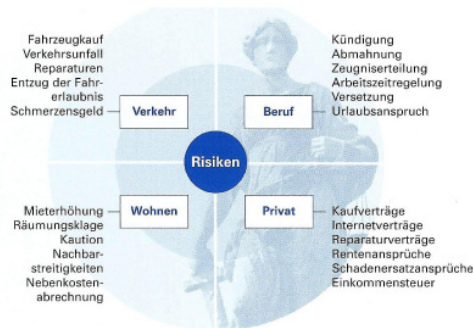 Fahrzeugkauf
Verkehrsunfall
Reparaturen
Entzug der Fahr-
erlaubnis
Schmerzensgeld
Verkehr
Beruf
Kündigung
Abmahnung
Zeugniserteilung
Arbeitszeitregelung
Versetzung
Urlaubsanspruch
Risiken
Mieterhöhung
Räumungsklage
Kaution
Nachbar-
streitigkeiten
Nebenkosten-
abrechnung
Wohnen
Privat
Kaufverträge
Internetverträge
Reparaturverträge
Rentenansprüche
Schadenersatzansprüche
Einkommensteuer